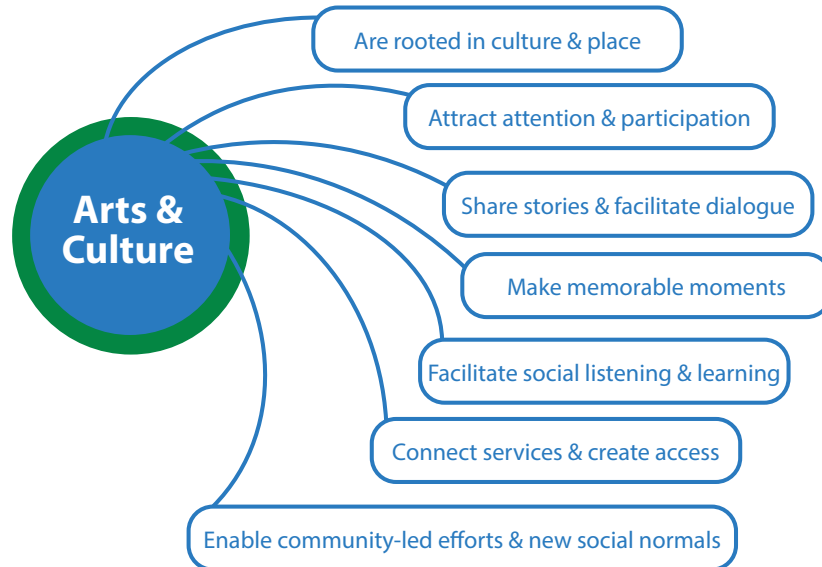 Are rooted in culture & place
Attract attention & participation
Arts &
Culture
Share stories & facilitate dialogue
Make memorable moments
Facilitate social listening & learning
Connect services & create access
Enable community-led efforts & new social normals